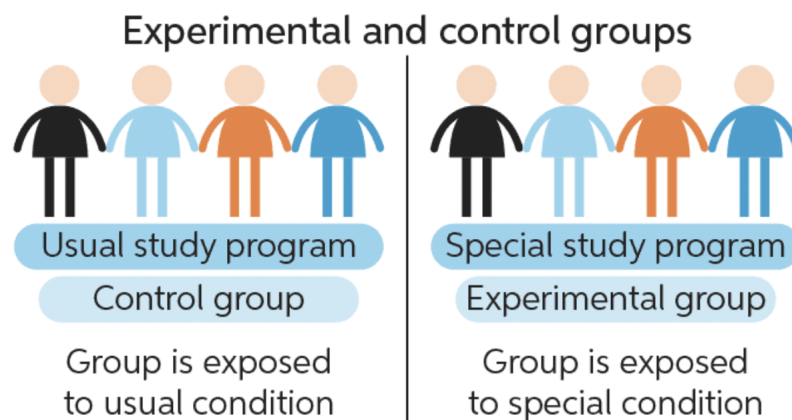 Experimental and control groups
Usual study program
Control group
Group is exposed
to usual condition
Special study program
Experimental group
Group is exposed
to special condition